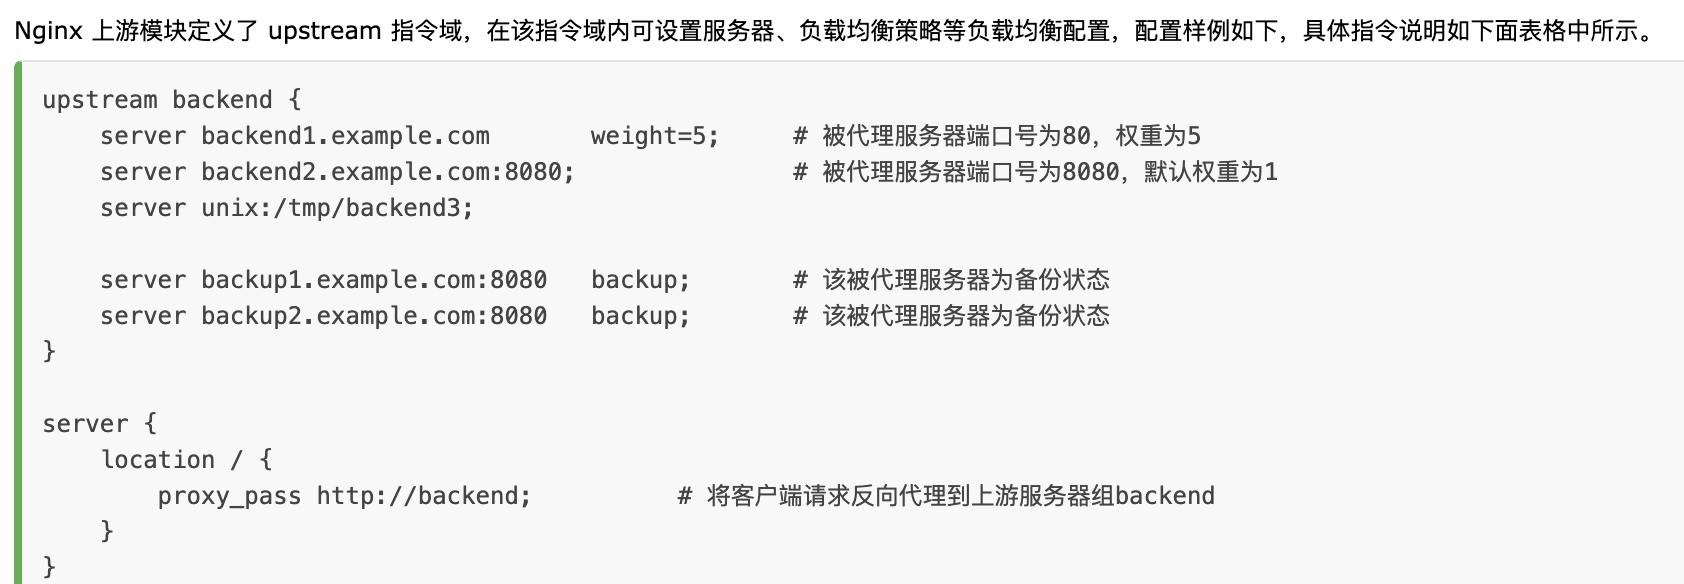 Nginx 上游模块定义了 upstream 指令域，在该指令域内可设置服务器、负载均衡策略等负载均衡配置，配置样例如下，具体指令说明如下面表格中所示。
upstream backend {
    server backend1.example.com       weight=5;     # 被代理服务器端口号为80，权重为5
    server backend2.example.com:8080;               # 被代理服务器端口号为8080，默认权重为1
    server unix:/tmp/backend3;

    server backup1.example.com:8080   backup;       # 该被代理服务器为备份状态
    server backup2.example.com:8080   backup;       # 该被代理服务器为备份状态
}

server {
    location / {
        proxy_pass http://backend;          # 将客户端请求反向代理到上游服务器组backend
    }
}